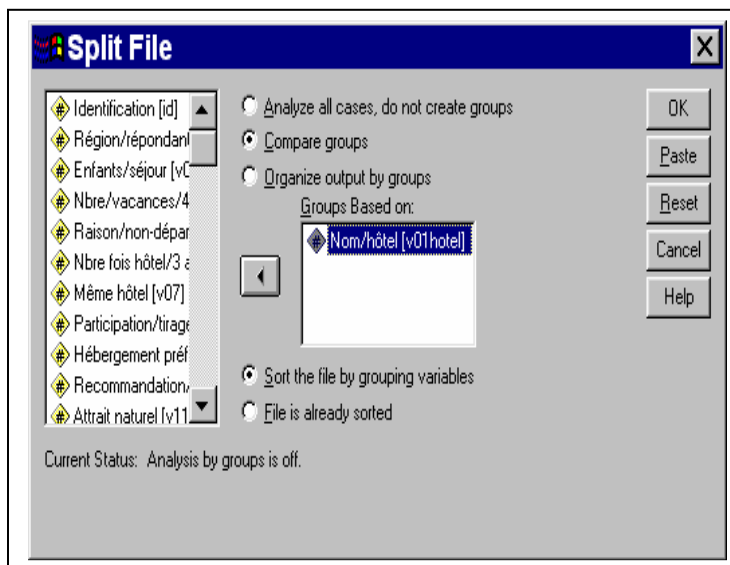 Split File
Identification [id]
Région/répondant
Enfants/séjour [v0
Nbre/vacances/4
Raison/non-dépar
Nbre fois hôtel/3 a
Même hôtel [v07]
Participation/tirage
Hébergement préf
Recommandation/
Attrait naturel [v11
Analyze all cases, do not create groups
Compare groups
Organize output by groups
Groups Based on:
Nom/hôtel [v01hotel]
Sort the file by grouping variables
File is already sorted
OK
Paste
Reset
Cancel
Help
Current Status: Analysis by groups is off.